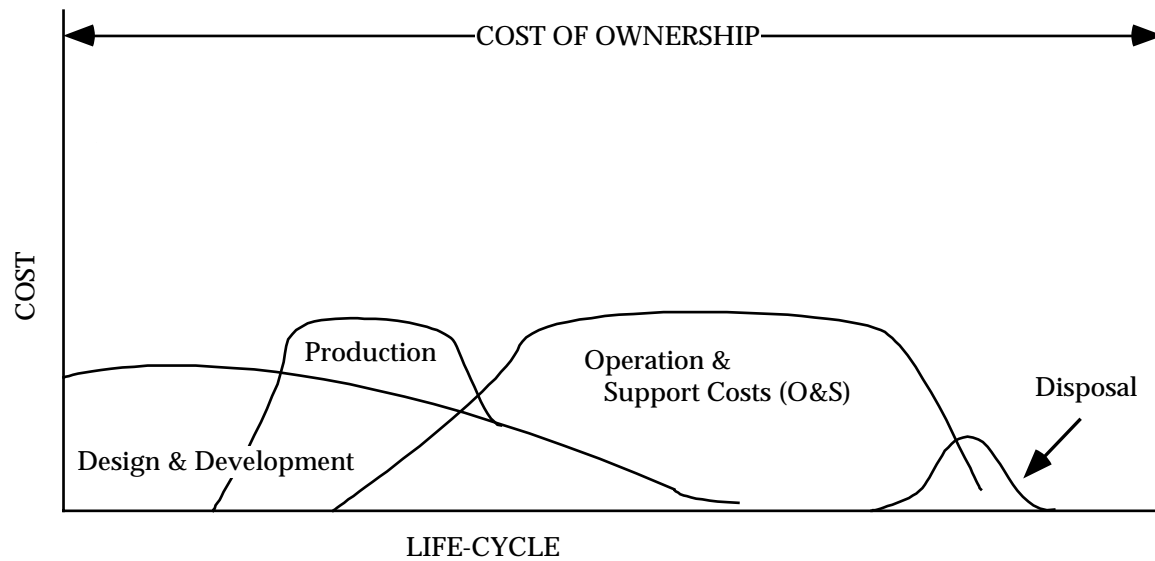 COST OF OWNERSHIP
COST
Production
Operation &
Support Costs (O&S)
Disposal
Design & Development
LIFE-CYCLE